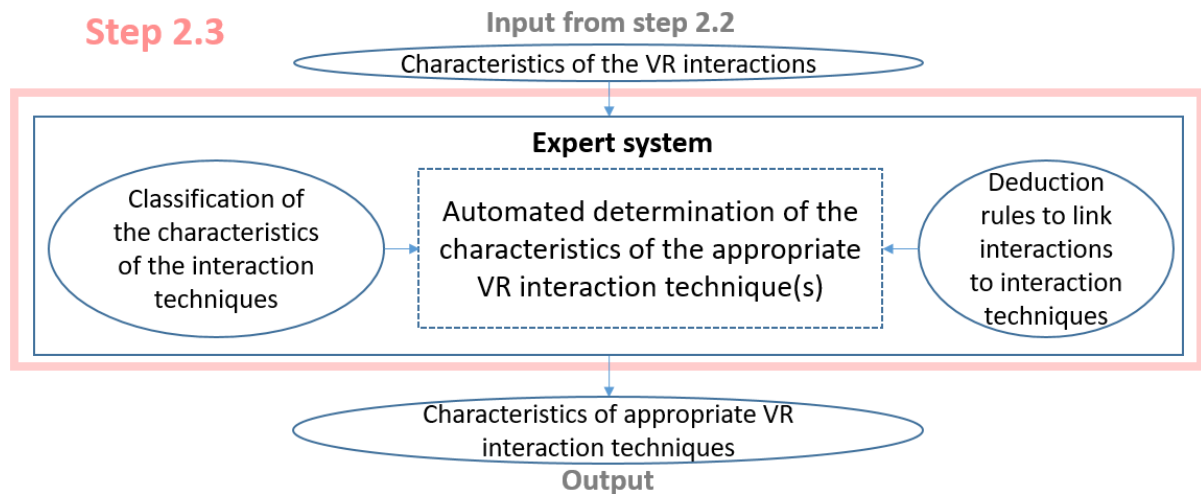 Step 2.3
Input from step 2.2
Characteristics of the VR interactions
Expert system
Classification of
the characteristics
of the interaction
techniques
Automated determination of the
characteristics of the appropriate
VR interaction technique(s)
Deduction
rules to link
interactions
to interaction
techniques
Characteristics of appropriate VR
interaction techniques
Output